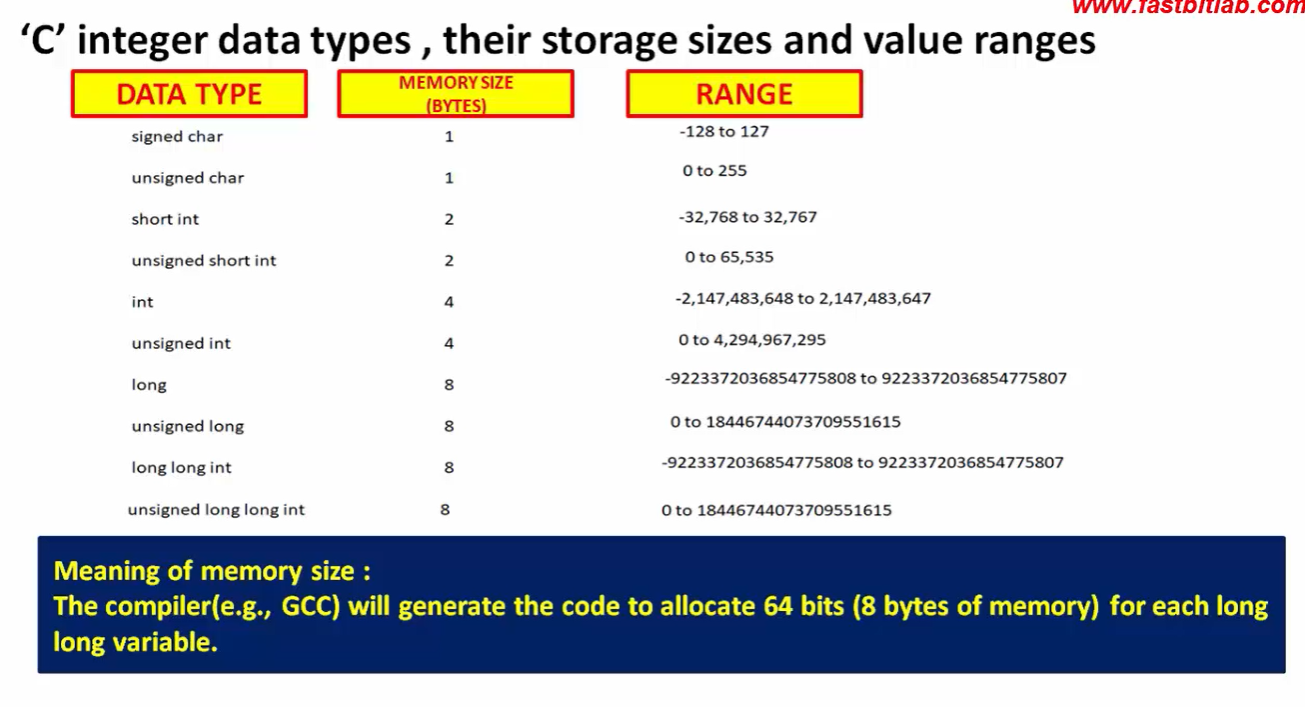 www.fastbitlab.com
‘C’ integer data types , their storage sizes and value ranges
DATA TYPE MEMORY SIZE (BYTES) RANGE
signed char 1 -128 to 127
unsigned char 1 0 to 255
short int 2 -32,768 to 32,767
unsigned short int 2 0 to 65,535
int 4 -2,147,483,648 to 2,147,483,647
unsigned int 4 0 to 4,294,967,295
long 8 -9223372036854775808 to 9223372036854775807
unsigned long 8 0 to 18446744073709551615
long long int 8 -9223372036854775808 to 9223372036854775807
unsigned long long int 8 0 to 18446744073709551615
Meaning of memory size :
The compiler(e.g., GCC) will generate the code to allocate 64 bits (8 bytes of memory) for each long
long variable.